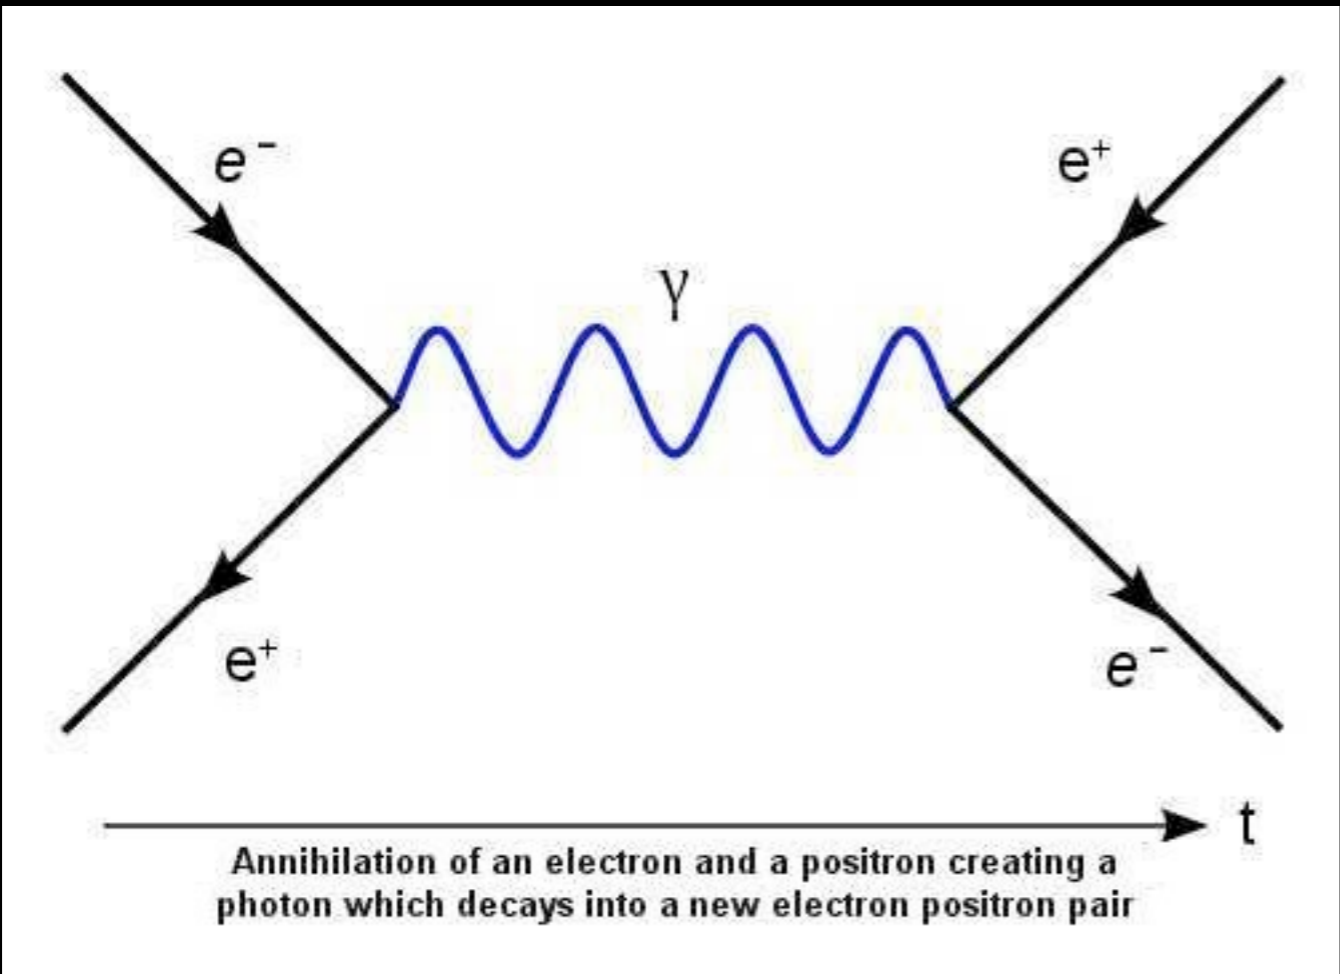 e⁻
e⁺
γ
e⁺
e⁻
t
Annihilation of an electron and a positron creating a
photon which decays into a new electron positron pair